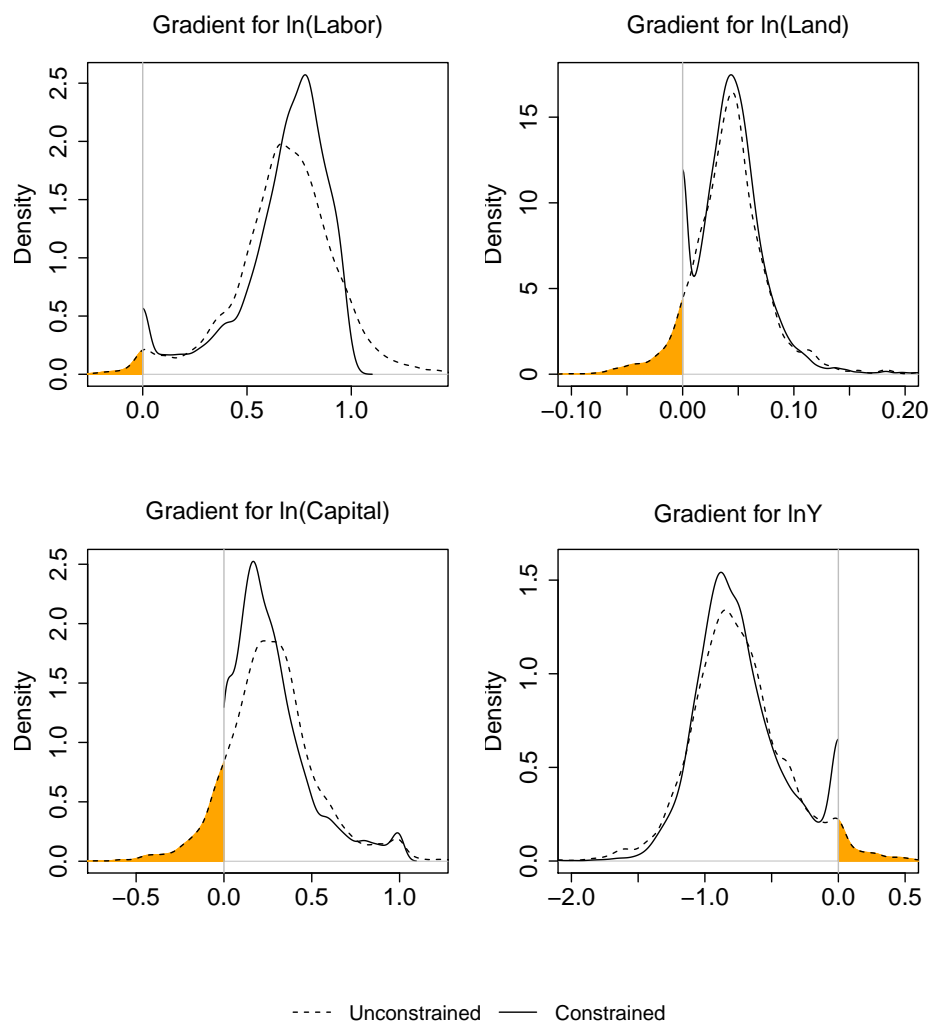 Gradient for ln(Labor)
Density
0.0 0.5 1.0 1.5 2.0 2.5
0.0 0.5 1.0
Gradient for ln(Land)
Density
0 5 10 15
−0.10 0.00 0.10 0.20
Gradient for ln(Capital)
Density
0.0 0.5 1.0 1.5 2.0 2.5
−0.5 0.0 0.5 1.0
Gradient for lnY
Density
0.0 0.5 1.0 1.5
−2.0 −1.0 0.0 0.5
Unconstrained Constrained